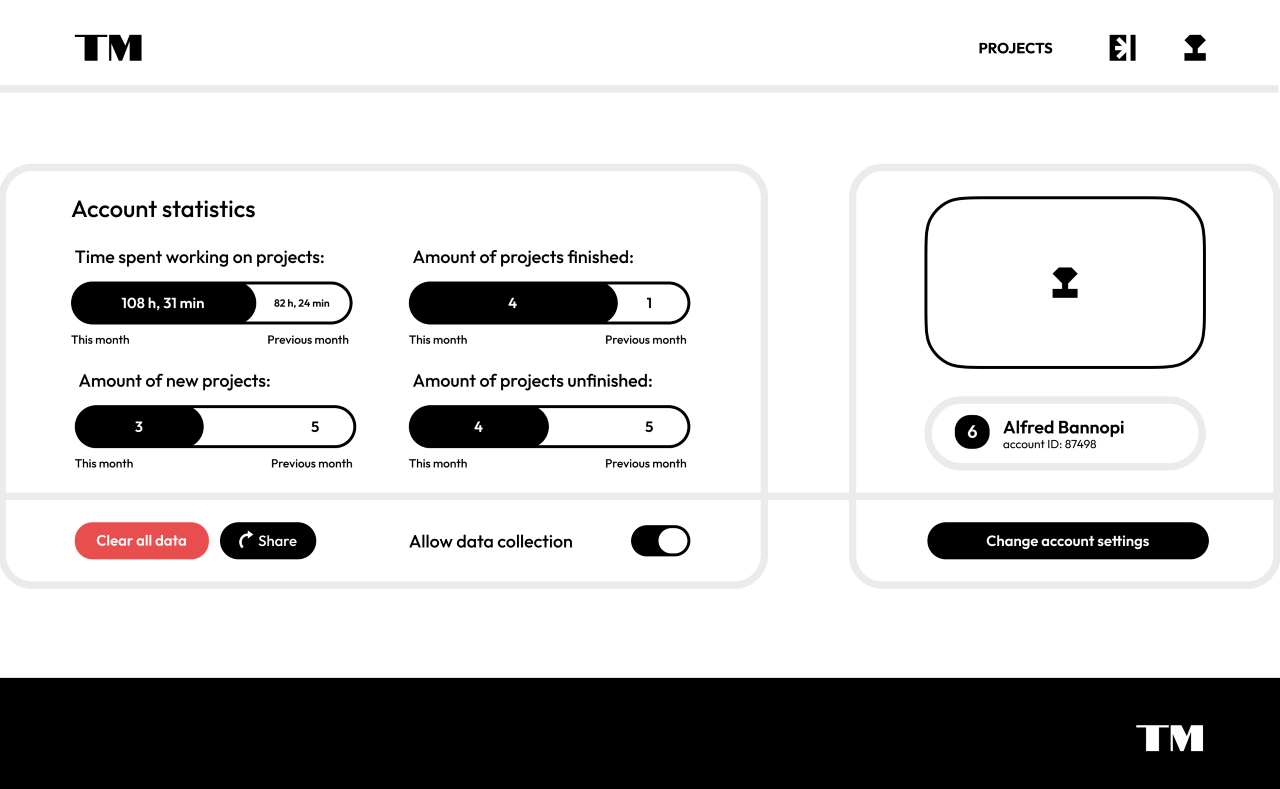 TM
PROJECTS
Account statistics
Time spent working on projects:
108 h, 31 min
82 h, 24 min
This month
Previous month
Amount of projects finished:
4
1
This month
Previous month
Amount of new projects:
3
5
This month
Previous month
Amount of projects unfinished:
4
5
This month
Previous month
Clear all data
Share
Allow data collection
6
Alfred Bannopi
account ID: 87498
Change account settings
TM